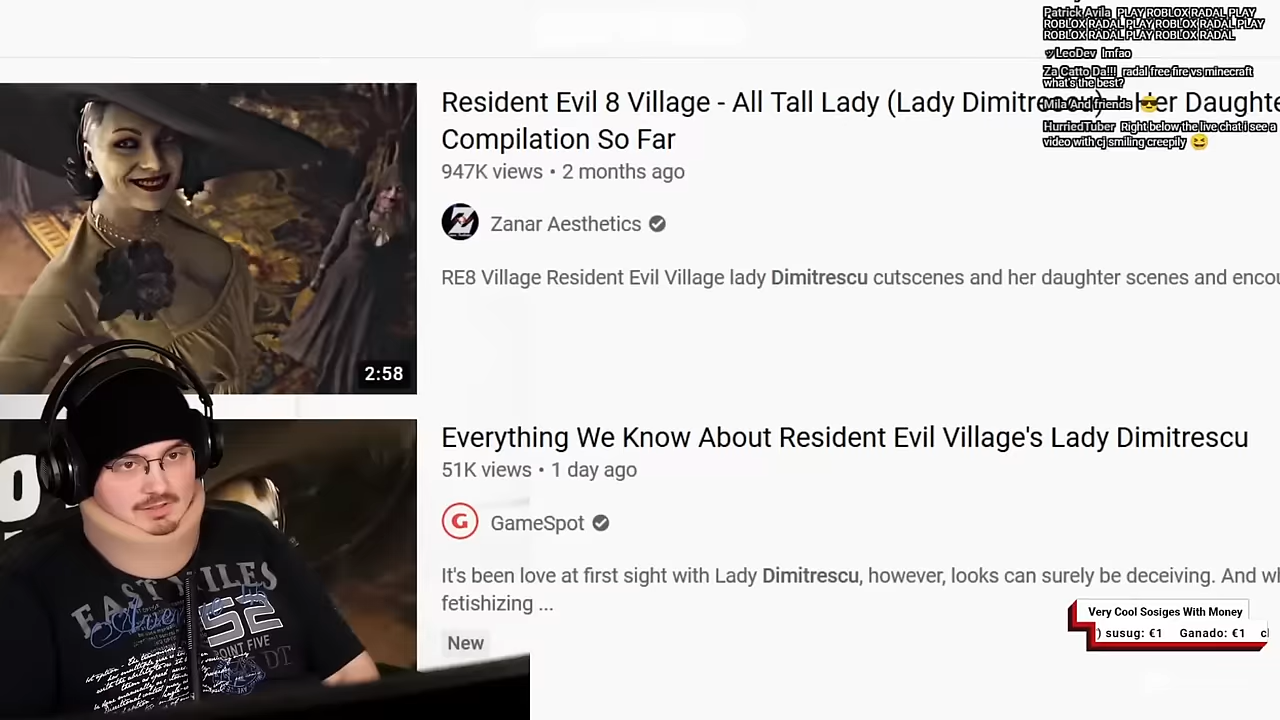 Patrick Avila PLAY ROBLOX RADAL PLAY
ROBLOX RADAL PLAY ROBLOX RADAL PLAY
ROBLOX RADAL PLAY ROBLOX RADAL
LeoDev lmfao
Za Catto Da!!! radal free fire vs minecraft
what's the best?
Mila And friends 😎
HurriedTuber Right below the live chat I see a
video with cj smiling creepily 😆
Resident Evil 8 Village - All Tall Lady (Lady Dimitrescu) Her Daughte
Compilation So Far
947K views • 2 months ago
Zanar Aesthetics
RE8 Village Resident Evil Village lady Dimitrescu cutscenes and her daughter scenes and encou
2:58
Everything We Know About Resident Evil Village's Lady Dimitrescu
51K views • 1 day ago
G GameSpot
It's been love at first sight with Lady Dimitrescu, however, looks can surely be deceiving. And wh
fetishizing ...
New
Very Cool Sosiges With Money
) susug: €1 Ganado: €1
EAST MILES
52
POINT FIVE